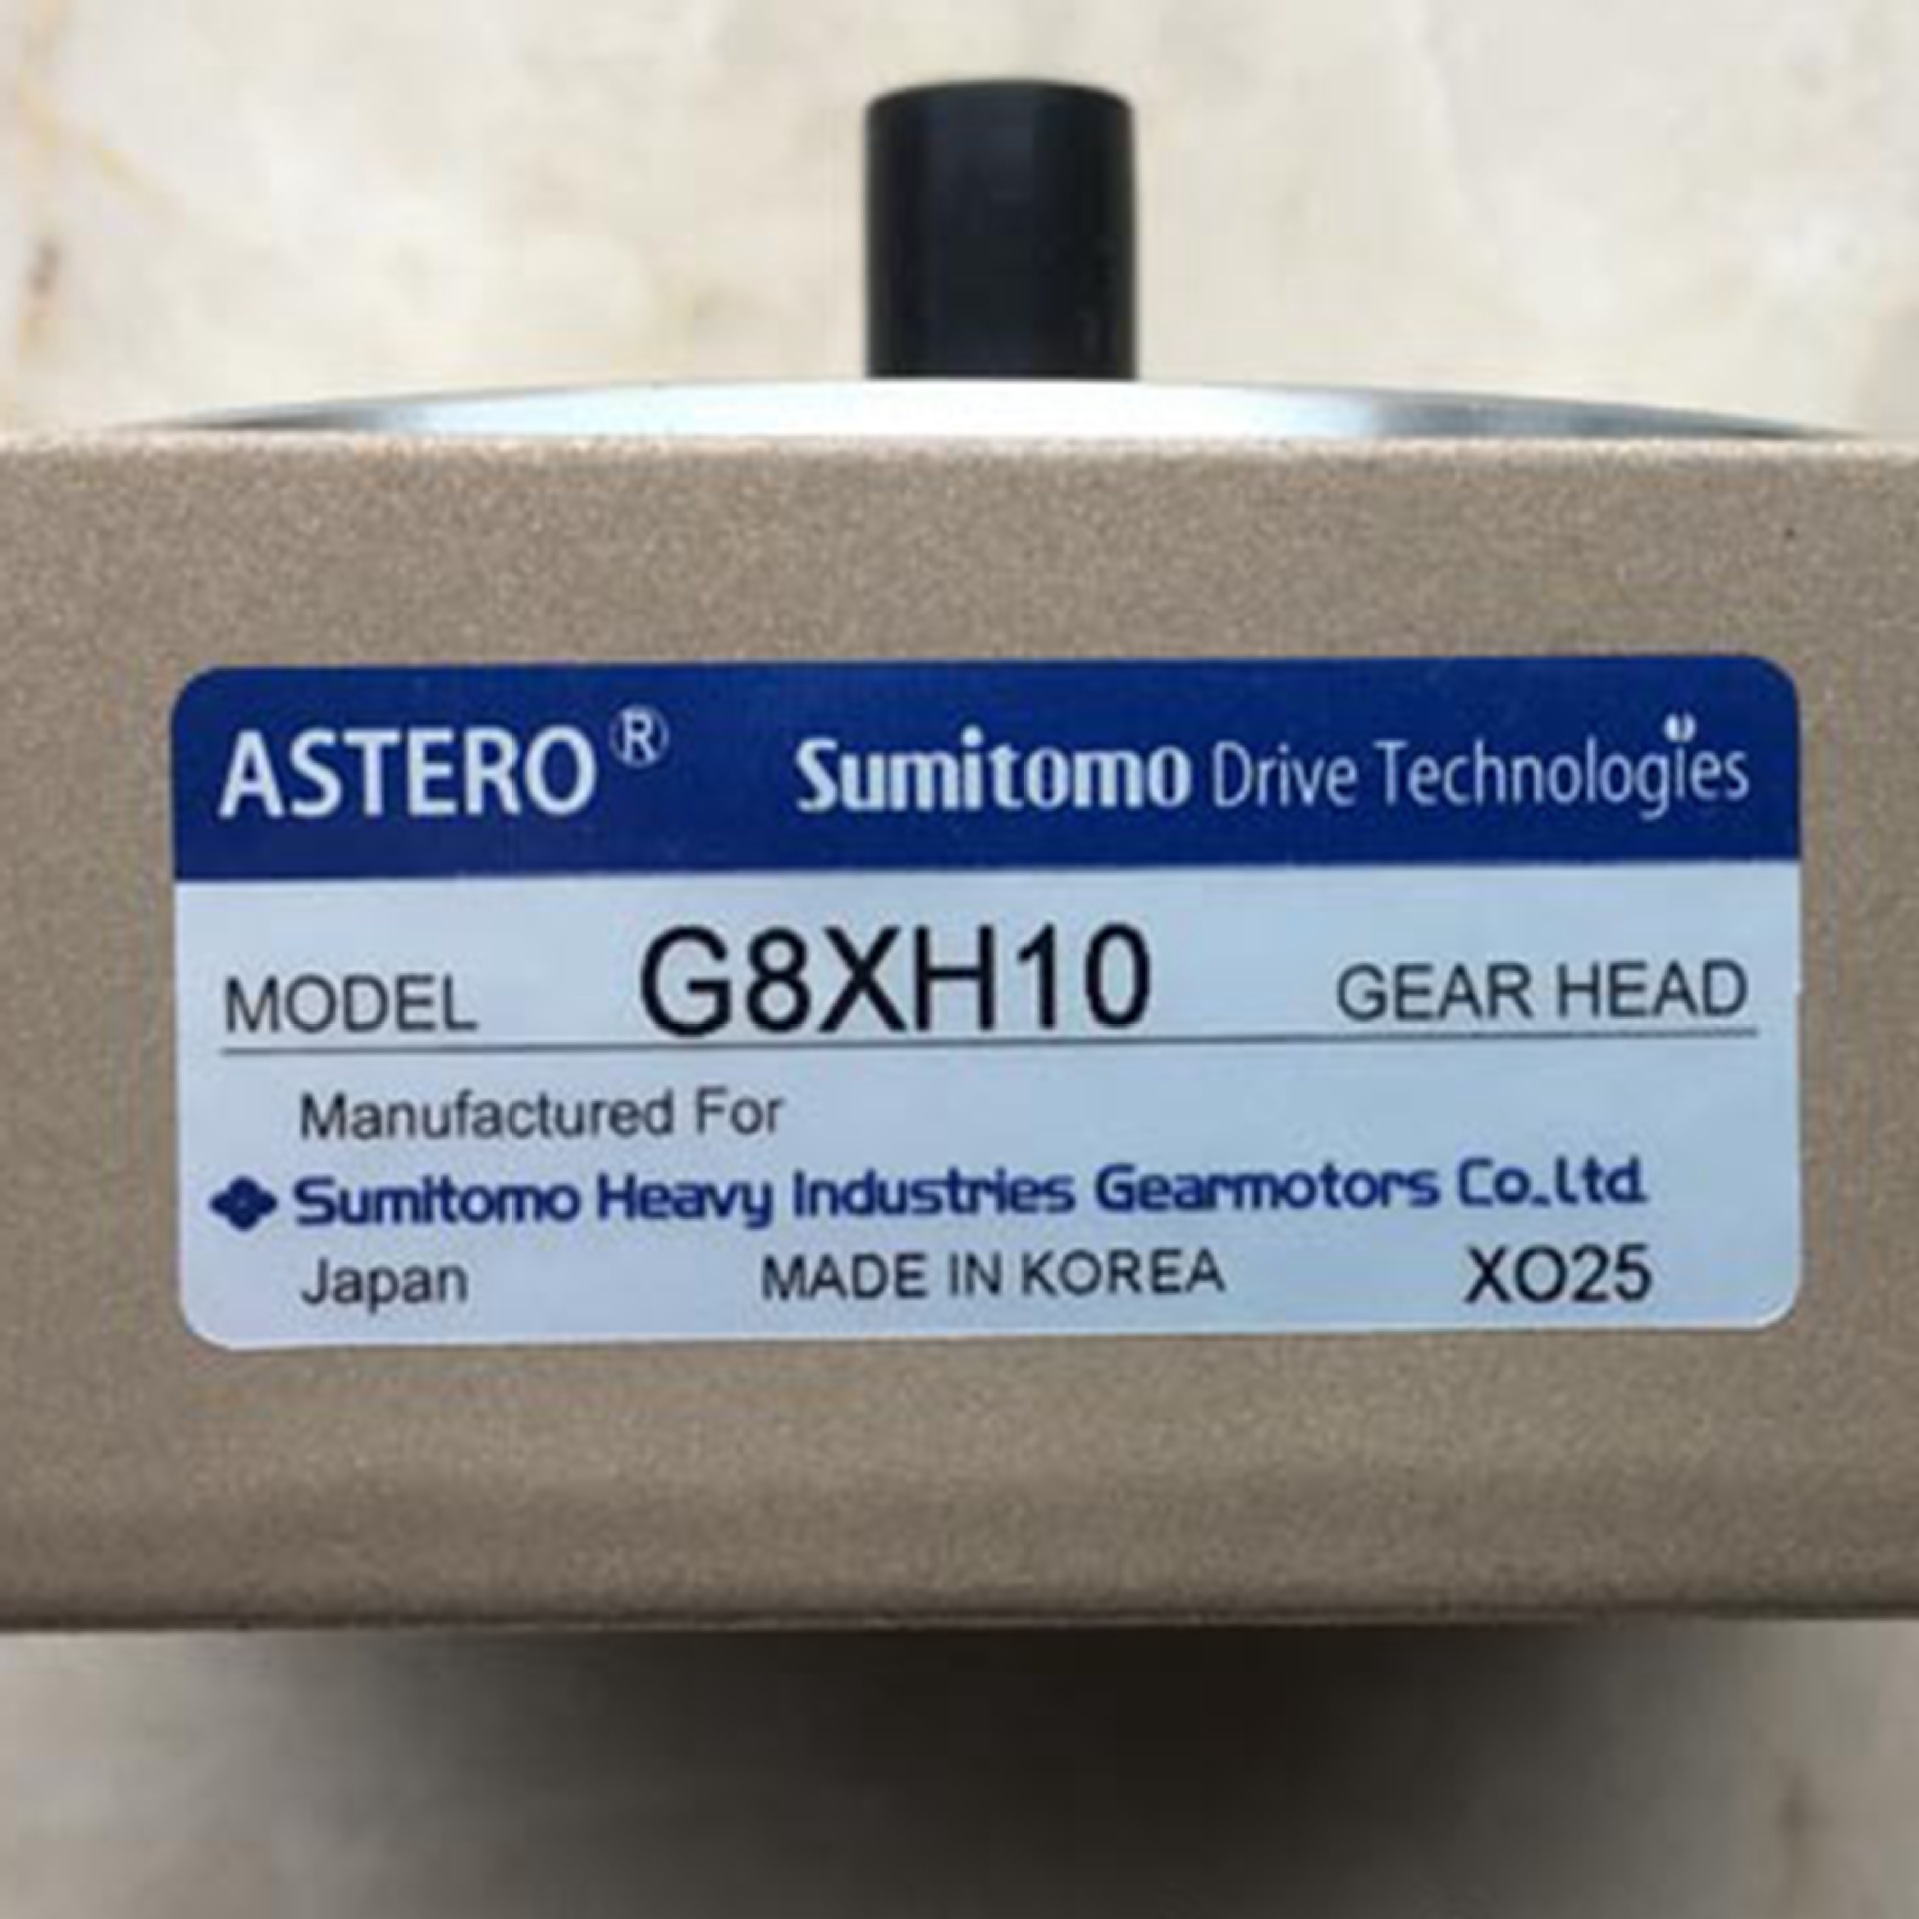 ASTERO® Sumitomo Drive Technologies
MODEL G8XH10 GEAR HEAD
Manufactured For
Sumitomo Heavy Industries Gearmotors Co.Ltd.
Japan MADE IN KOREA XO25